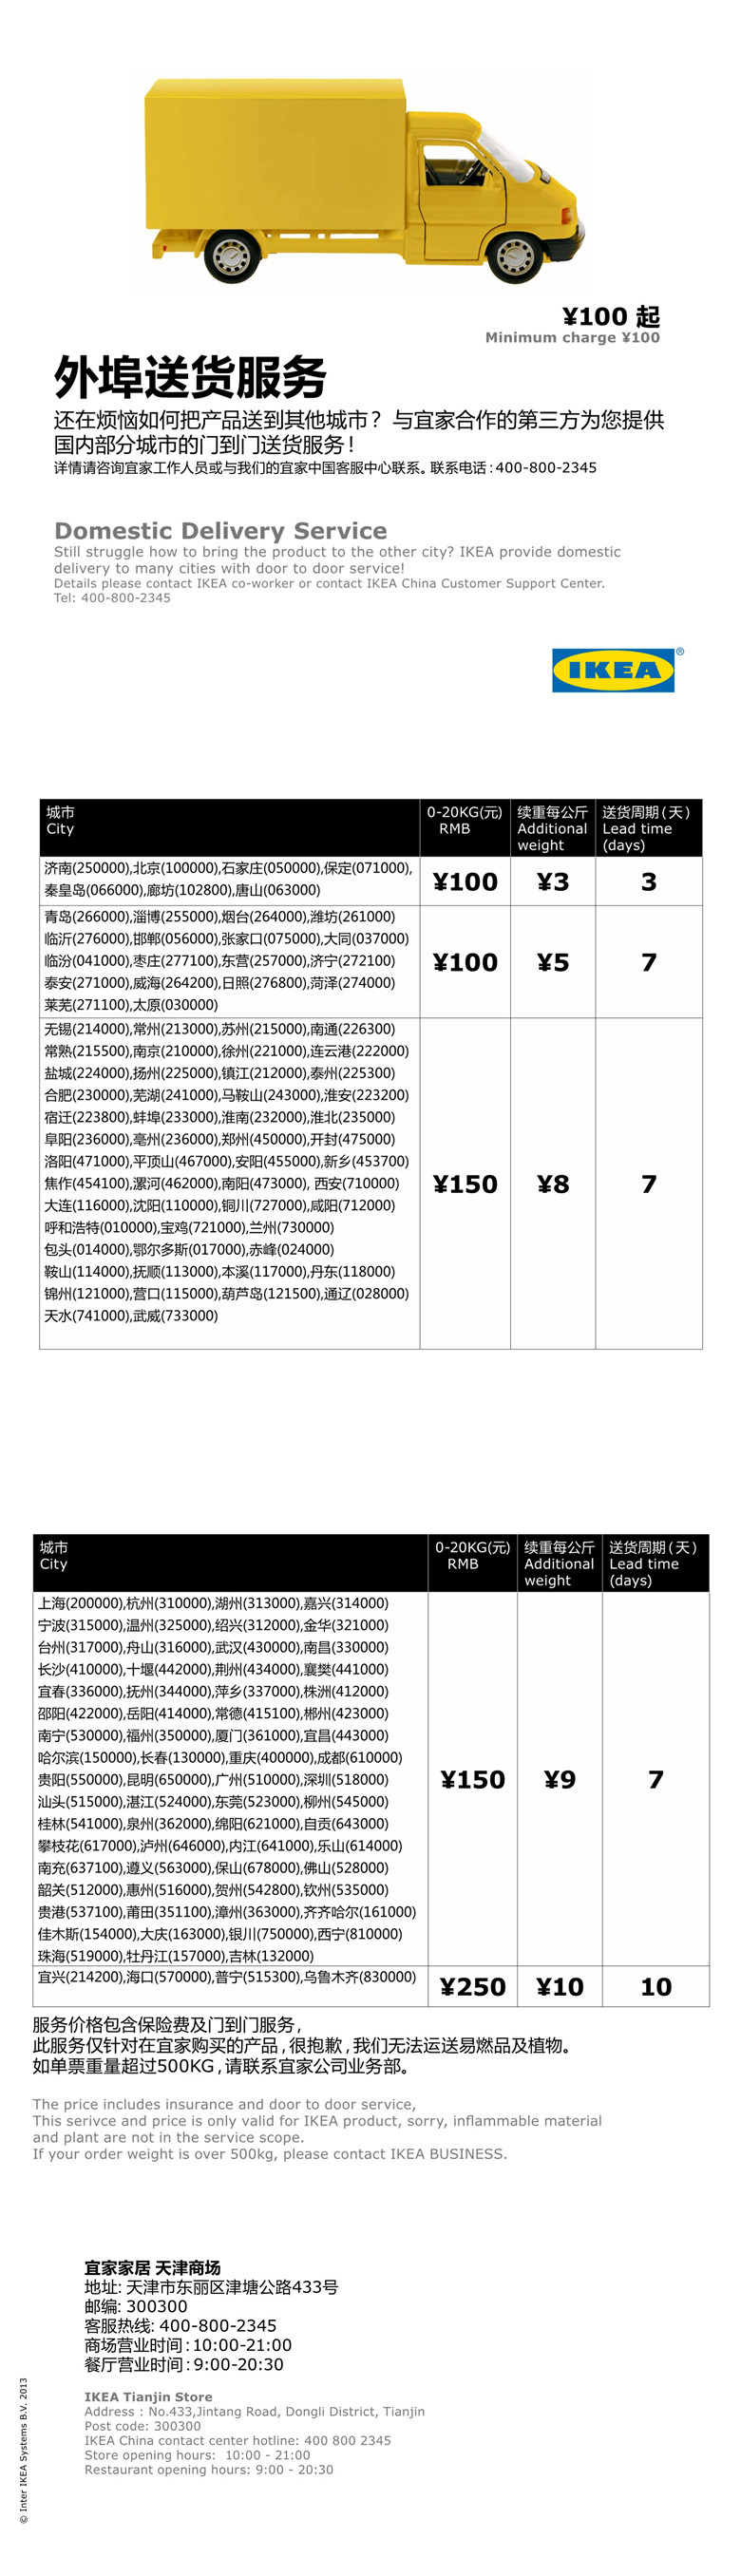 ¥100 起
Minimum charge ¥100
外埠送货服务
还在烦恼如何把产品送到其他城市？与宜家合作的第三方为您提供
国内部分城市的门到门送货服务！
详情请咨询宜家工作人员或与我们的宜家中国客服中心联系。联系电话：400-800-2345
Domestic Delivery Service
Still struggle how to bring the product to the other city? IKEA provide domestic
delivery to many cities with door to door service!
Details please contact IKEA co-worker or contact IKEA China Customer Support Center.
Tel: 400-800-2345
IKEA®
城市 0-20KG(元) 续重每公斤 送货周期(天)
City RMB Additional Lead time
weight (days)
济南(250000),北京(100000),石家庄(050000),保定(071000),
秦皇岛(066000),廊坊(102800),唐山(063000)
¥100 ¥3 3
青岛(266000),淄博(255000),烟台(264000),潍坊(261000)
临沂(276000),邯郸(056000),张家口(075000),大同(037000)
临汾(041000),枣庄(277100),东营(257000),济宁(272100)
¥100 ¥5 7
泰安(271000),威海(264200),日照(276800),菏泽(274000)
莱芜(271100),太原(030000)
无锡(214000),常州(213000),苏州(215000),南通(226300)
常熟(215500),南京(210000),徐州(221000),连云港(222000)
盐城(224000),扬州(225000),镇江(212000),泰州(225300)
合肥(230000),芜湖(241000),马鞍山(243000),淮安(223200)
宿迁(223800),蚌埠(233000),淮南(232000),淮北(235000)
阜阳(236000),亳州(236000),郑州(450000),开封(475000)
洛阳(471000),平顶山(467000),安阳(455000),新乡(453700)
焦作(454100),漯河(462000),南阳(473000), 西安(710000)
¥150 ¥8 7
大连(116000),沈阳(110000),铜川(727000),咸阳(712000)
呼和浩特(010000),宝鸡(721000),兰州(730000)
包头(014000),鄂尔多斯(017000),赤峰(024000)
鞍山(114000),抚顺(113000),本溪(117000),丹东(118000)
锦州(121000),营口(115000),葫芦岛(121500),通辽(028000)
天水(741000),武威(733000)
城市 0-20KG(元) 续重每公斤 送货周期(天)
City RMB Additional Lead time
weight (days)
上海(200000),杭州(310000),湖州(313000),嘉兴(314000)
宁波(315000),温州(325000),绍兴(312000),金华(321000)
台州(317000),舟山(316000),武汉(430000),南昌(330000)
长沙(410000),十堰(442000),荆州(434000),襄樊(441000)
宜春(336000),抚州(344000),萍乡(337000),株洲(412000)
邵阳(422000),岳阳(414000),常德(415100),郴州(423000)
南宁(530000),福州(350000),厦门(361000),宜昌(443000)
哈尔滨(150000),长春(130000),重庆(400000),成都(610000)
贵阳(550000),昆明(650000),广州(510000),深圳(518000)
¥150 ¥9 7
汕头(515000),湛江(524000),东莞(523000),柳州(545000)
桂林(541000),泉州(362000),绵阳(621000),自贡(643000)
攀枝花(617000),泸州(646000),内江(641000),乐山(614000)
南充(637100),遵义(563000),保山(678000),佛山(528000)
韶关(512000),惠州(516000),贺州(542800),钦州(535000)
贵港(537100),莆田(351100),漳州(363000),齐齐哈尔(161000)
佳木斯(154000),大庆(163000),银川(750000),西宁(810000)
珠海(519000),牡丹江(157000),吉林(132000)
宜兴(214200),海口(570000),普宁(515300),乌鲁木齐(830000)
¥250 ¥10 10
服务价格包含保险费及门到门服务，
此服务仅针对在宜家购买的产品，很抱歉，我们无法运送易燃品及植物。
如单票重量超过500KG，请联系宜家公司业务部。
The price includes insurance and door to door service,
This serivce and price is only valid for IKEA product, sorry, inflammable material
and plant are not in the service scope.
If your order weight is over 500kg, please contact IKEA BUSINESS.
宜家家居 天津商场
地址: 天津市东丽区津塘公路433号
邮编: 300300
客服热线: 400-800-2345
商场营业时间：10:00-21:00
餐厅营业时间：9:00-20:30
IKEA Tianjin Store
Address : No.433,Jintang Road, Dongli District, Tianjin
Post code: 300300
IKEA China contact center hotline: 400 800 2345
Store opening hours: 10:00 - 21:00
Restaurant opening hours: 9:00 - 20:30
© Inter IKEA Systems B.V. 2013